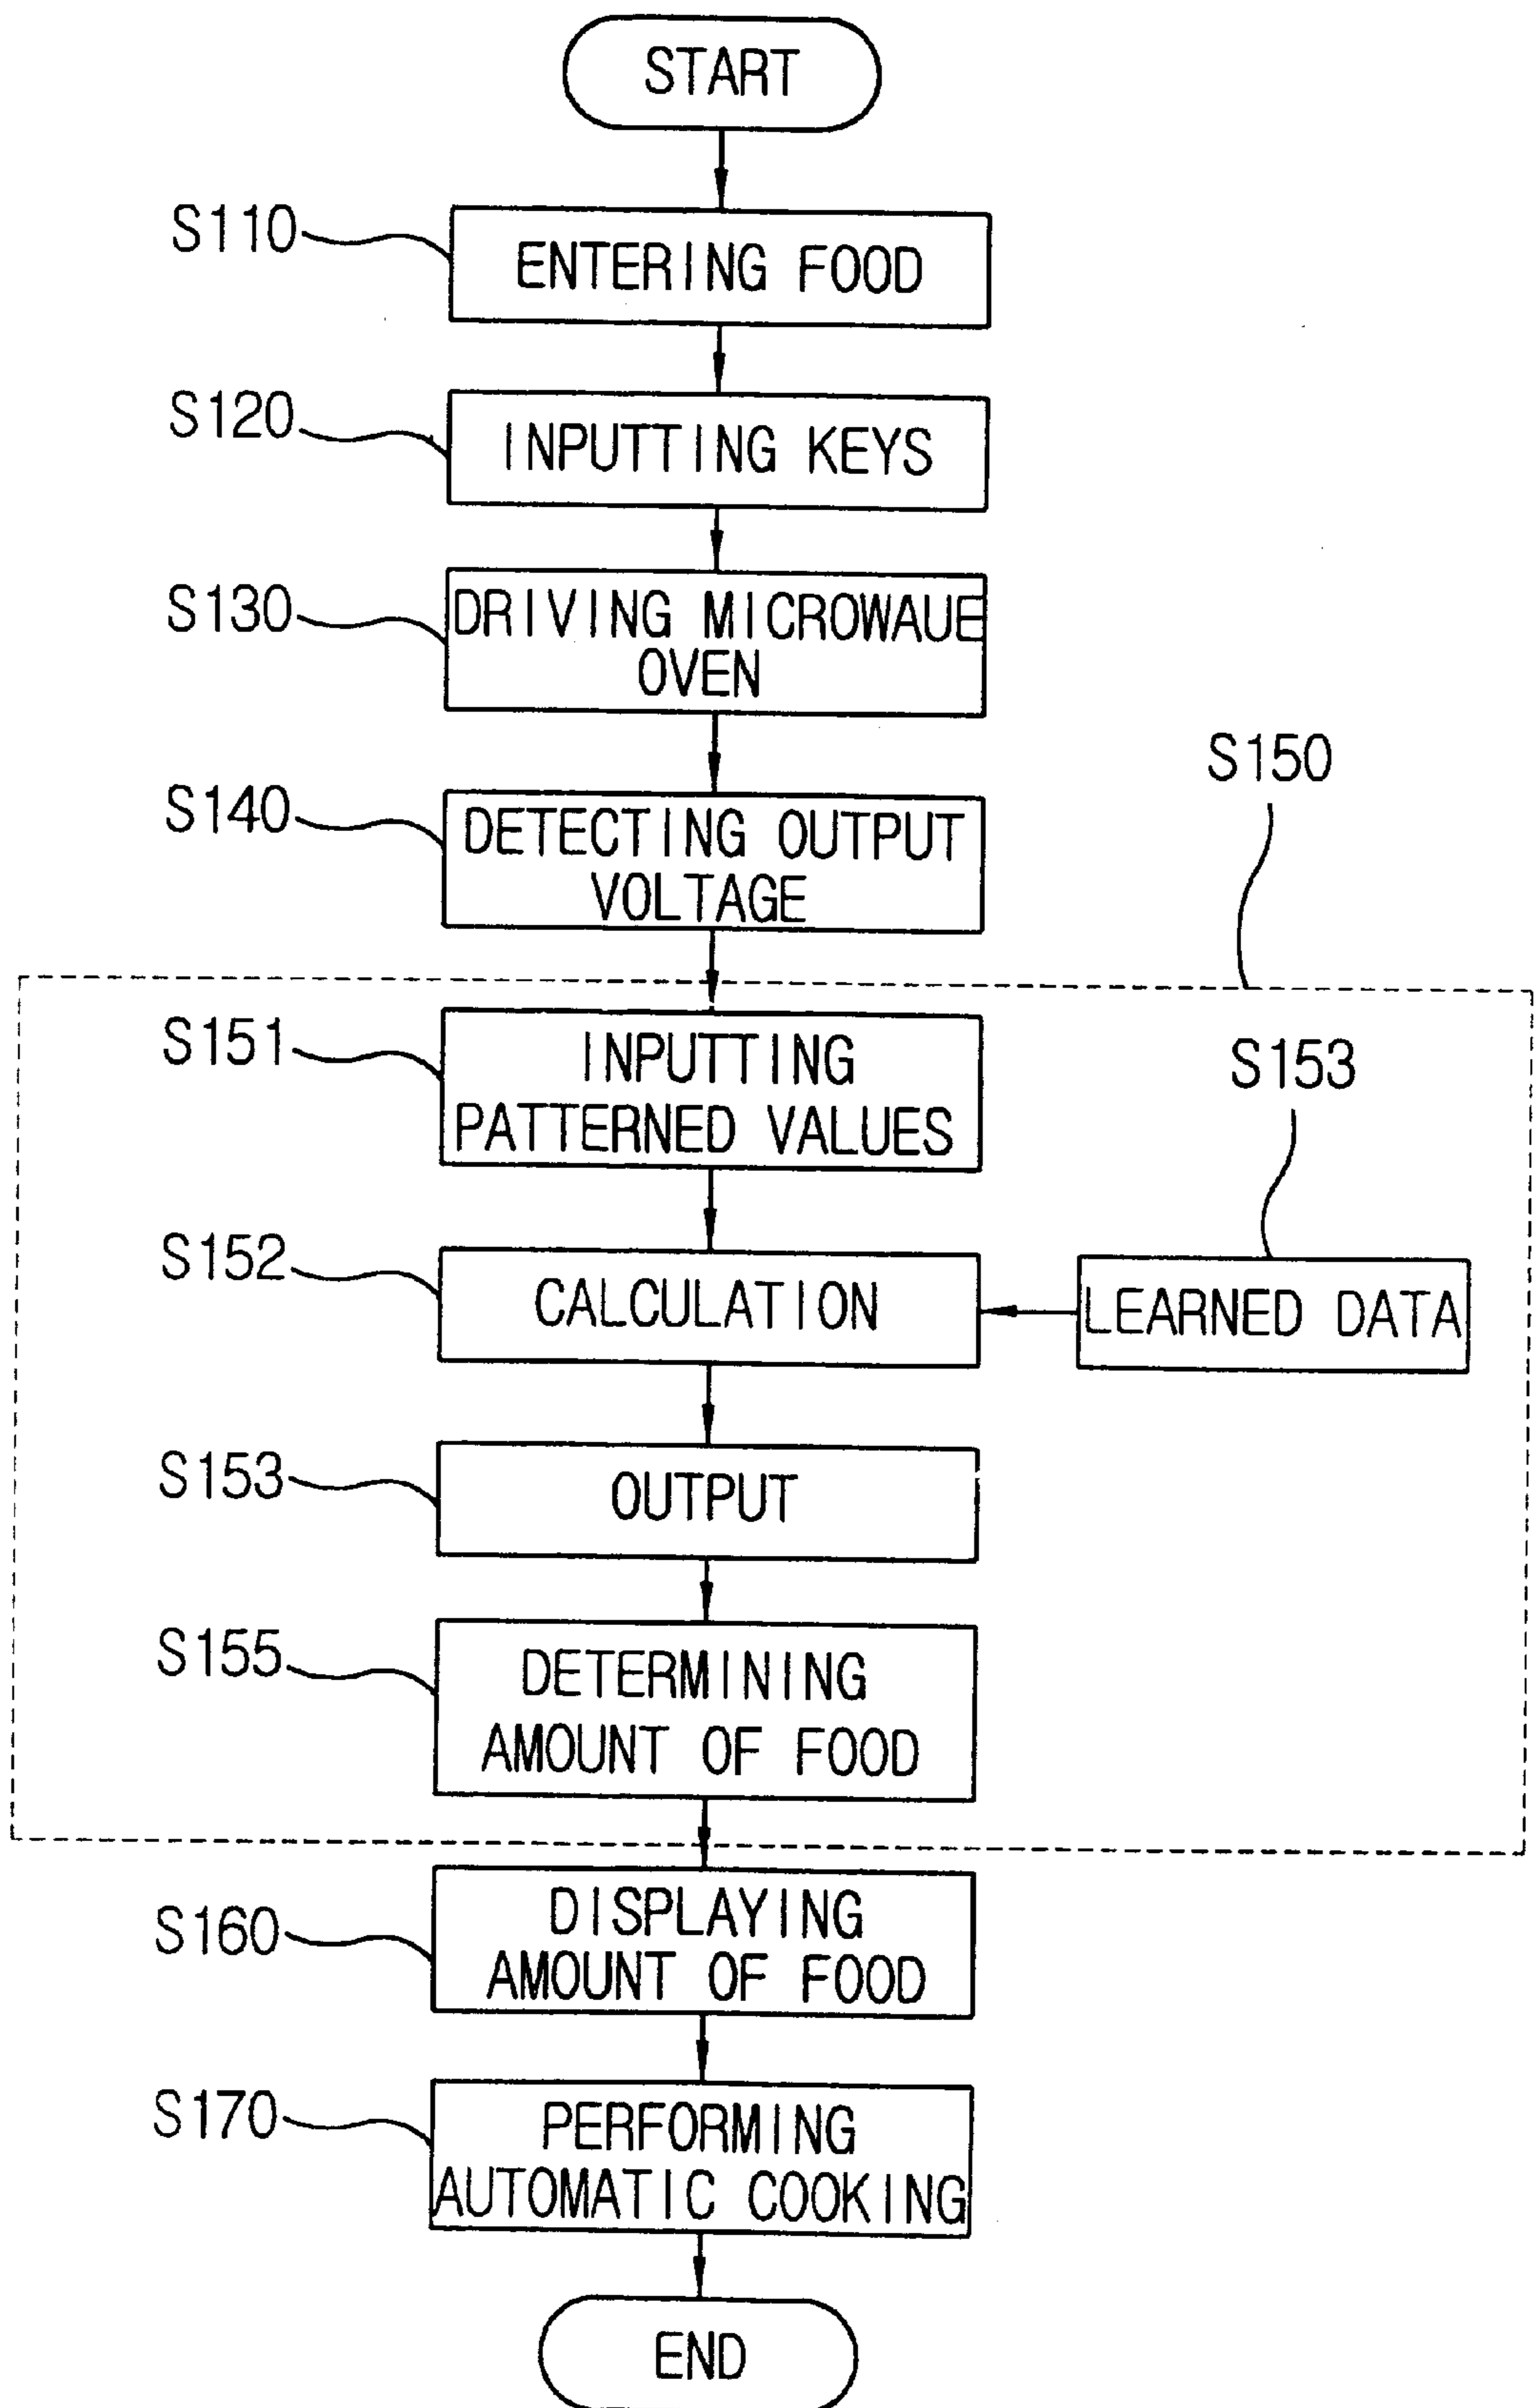 START
S110
ENTERING FOOD
S120
INPUTTING KEYS
S130
DRIVING MICROWAUE
OVEN
S140
DETECTING OUTPUT
VOLTAGE
S150
S151
INPUTTING
PATTERNED VALUES
S153
S152
CALCULATION
LEARNED DATA
S153
OUTPUT
S155
DETERMINING
AMOUNT OF FOOD
S160
DISPLAYING
AMOUNT OF FOOD
S170
PERFORMING
AUTOMATIC COOKING
END